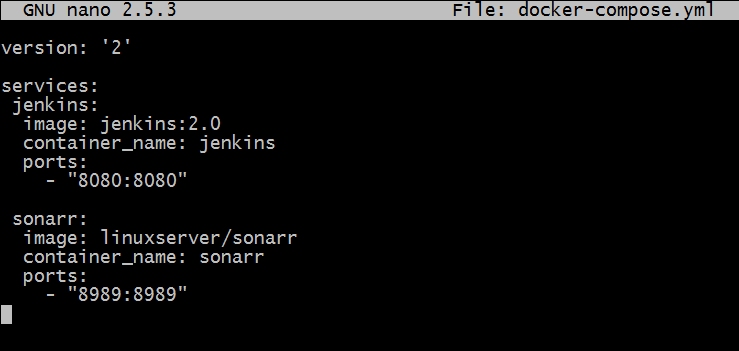 GNU nano 2.5.3 File: docker-compose.yml
version: '2'
services:
 jenkins:
  image: jenkins:2.0
  container_name: jenkins
  ports:
    - "8080:8080"
 sonarr:
  image: linuxserver/sonarr
  container_name: sonarr
  ports:
    - "8989:8989"